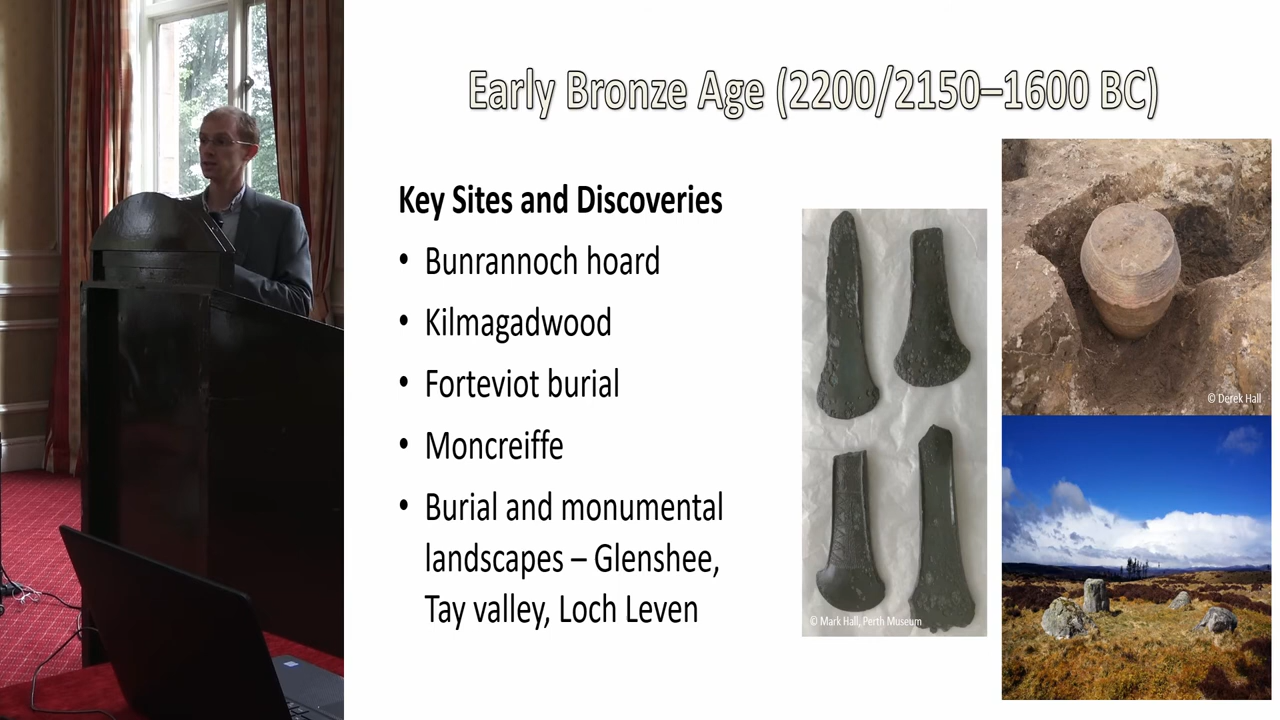 Early Bronze Age (2200/2150–1600 BC)
Key Sites and Discoveries
• Bunrannoch hoard
• Kilmagadwood
• Forteviot burial
• Moncreiffe
• Burial and monumental
landscapes – Glenshee,
Tay valley, Loch Leven
© Mark Hall, Perth Museum
© Derek Hall